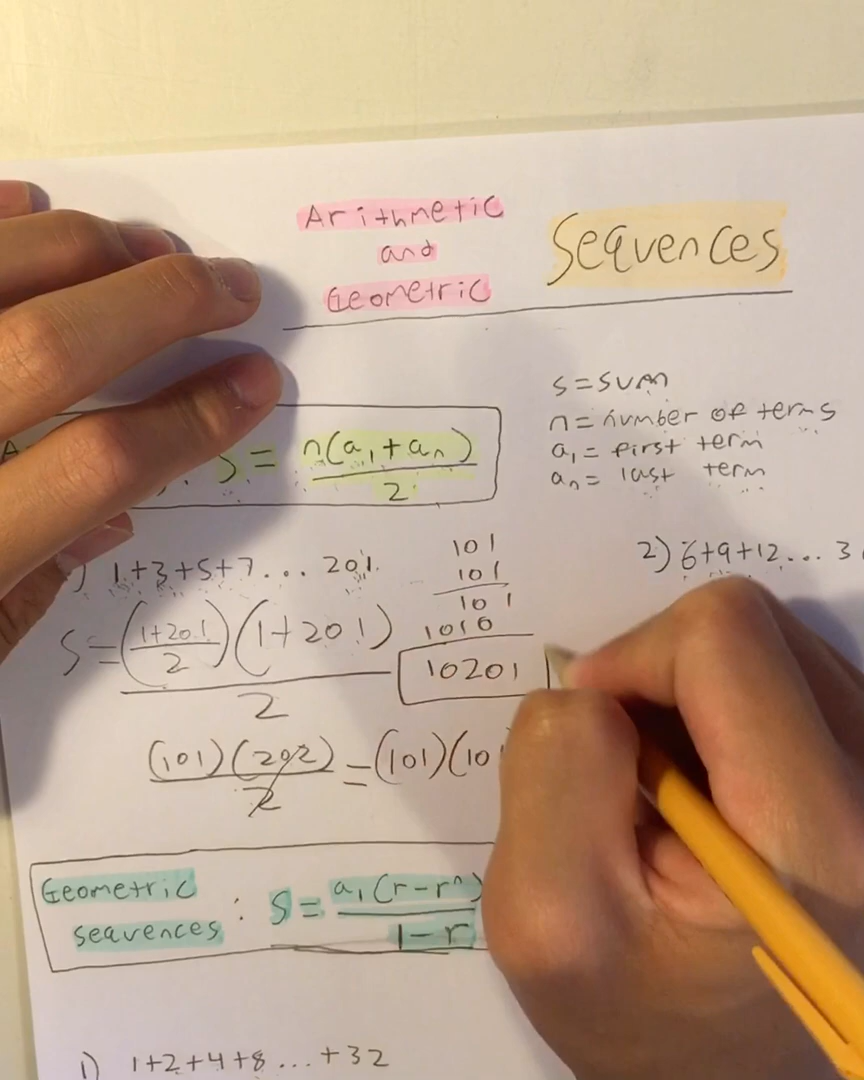 Arithmetic
and
Geometric
Sequences
s = sum
n = number of terms
a₁ = first term
aₙ = last term
S = n(a₁ + aₙ) / 2
1) 1+3+5+7... 201.
S = ((1+201)/2)(1+201) / 2
101
101
101
1010
10201
(101)(202) / 2 = (101)(10
2) 6+9+12... 3
Geometric
sequences : S = a₁(r-rⁿ) / 1-r
1) 1+2+4+8...+32